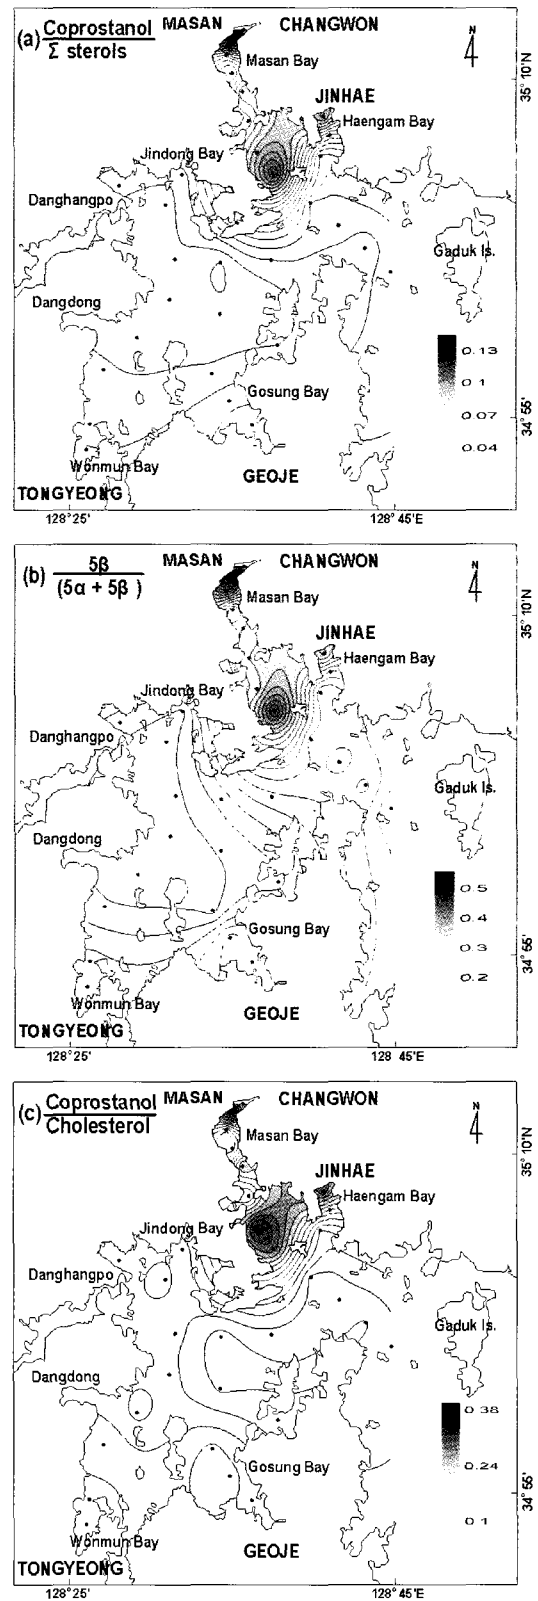 (a) Coprostanol MASAN CHANGWON
Σ sterols
N
Masan Bay
35° 10'N
JINHAE
Haengam Bay
Jindong Bay
Danghangpo
Gaduk Is.
Dangdong
0.13
0.1
Gosung Bay
0.07
34° 55'
0.04
Wonmun Bay
GEOJE
TONGYEONG
128° 25'
128° 45'E
(b) 5β MASAN CHANGWON
(5α + 5β )
N
Masan Bay
35° 10'N
JINHAE
Haengam Bay
Jindong Bay
Danghangpo
Gaduk Is.
Dangdong
0.5
0.4
Gosung Bay
0.3
34° 55'
0.2
Wonmun Bay
GEOJE
TONGYEONG
128° 25'
128° 45'E
(c) Coprostanol MASAN CHANGWON
Cholesterol
N
Masan Bay
35° 10'N
JINHAE
Haengam Bay
Jindong Bay
Danghangpo
Gaduk Is.
Dangdong
0.38
Gosung Bay
0.24
34° 55'
0.1
Wonmun Bay
GEOJE
TONGYEONG
128° 25'
128° 45'E